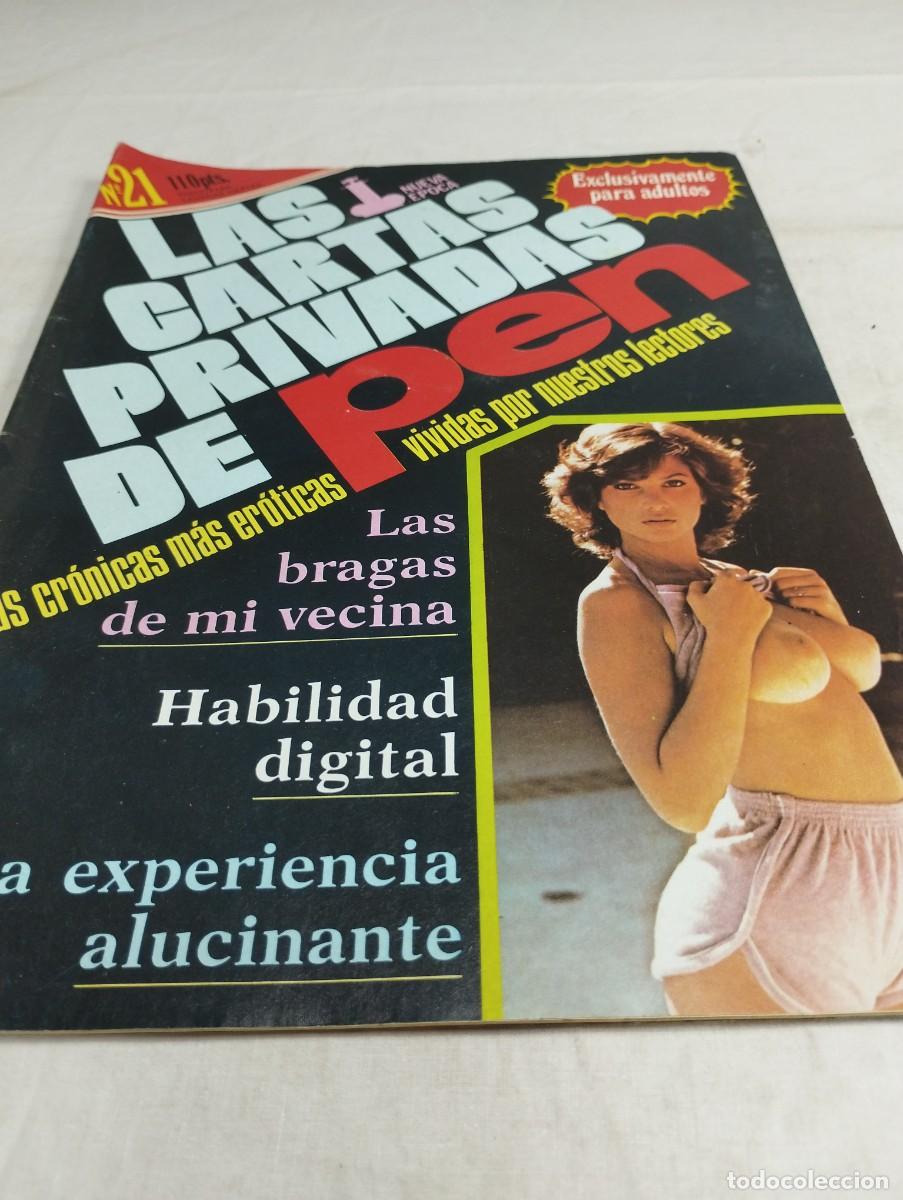 Nº21
110pts.
NUEVA
EPOCA
Exclusivamente
para adultos
LAS
CARTAS
PRIVADAS
DE pen
as crónicas más eróticas vividas por nuestros lectores
Las
bragas
de mi vecina
Habilidad
digital
a experiencia
alucinante
todocoleccion